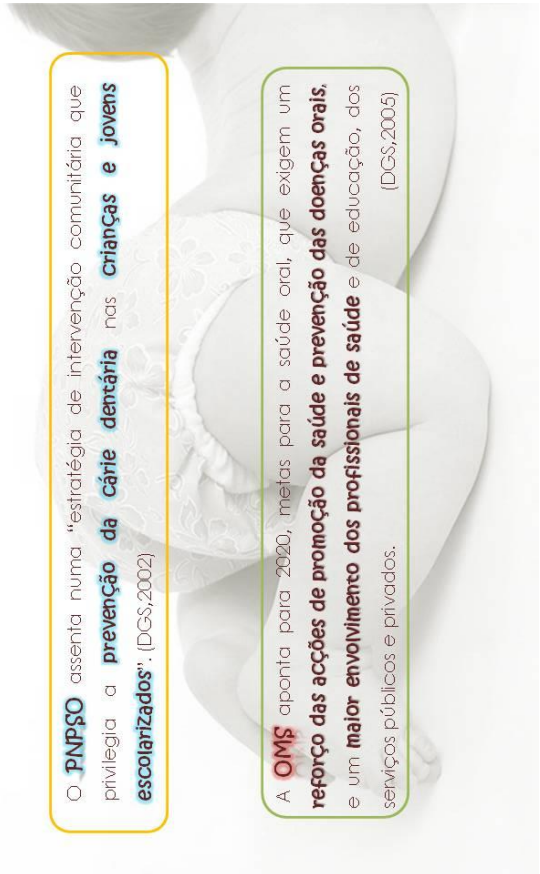 O PNPSO assenta numa “estratégia de intervenção comunitária que
privilegia a prevenção da cárie dentária nas crianças e jovens
escolarizados”. (DGS,2002)
A OMS aponta para 2020, metas para a saúde oral, que exigem um
reforço das acções de promoção da saúde e prevenção das doenças orais,
e um maior envolvimento dos profissionais de saúde e de educação, dos
serviços públicos e privados. (DGS,2005)